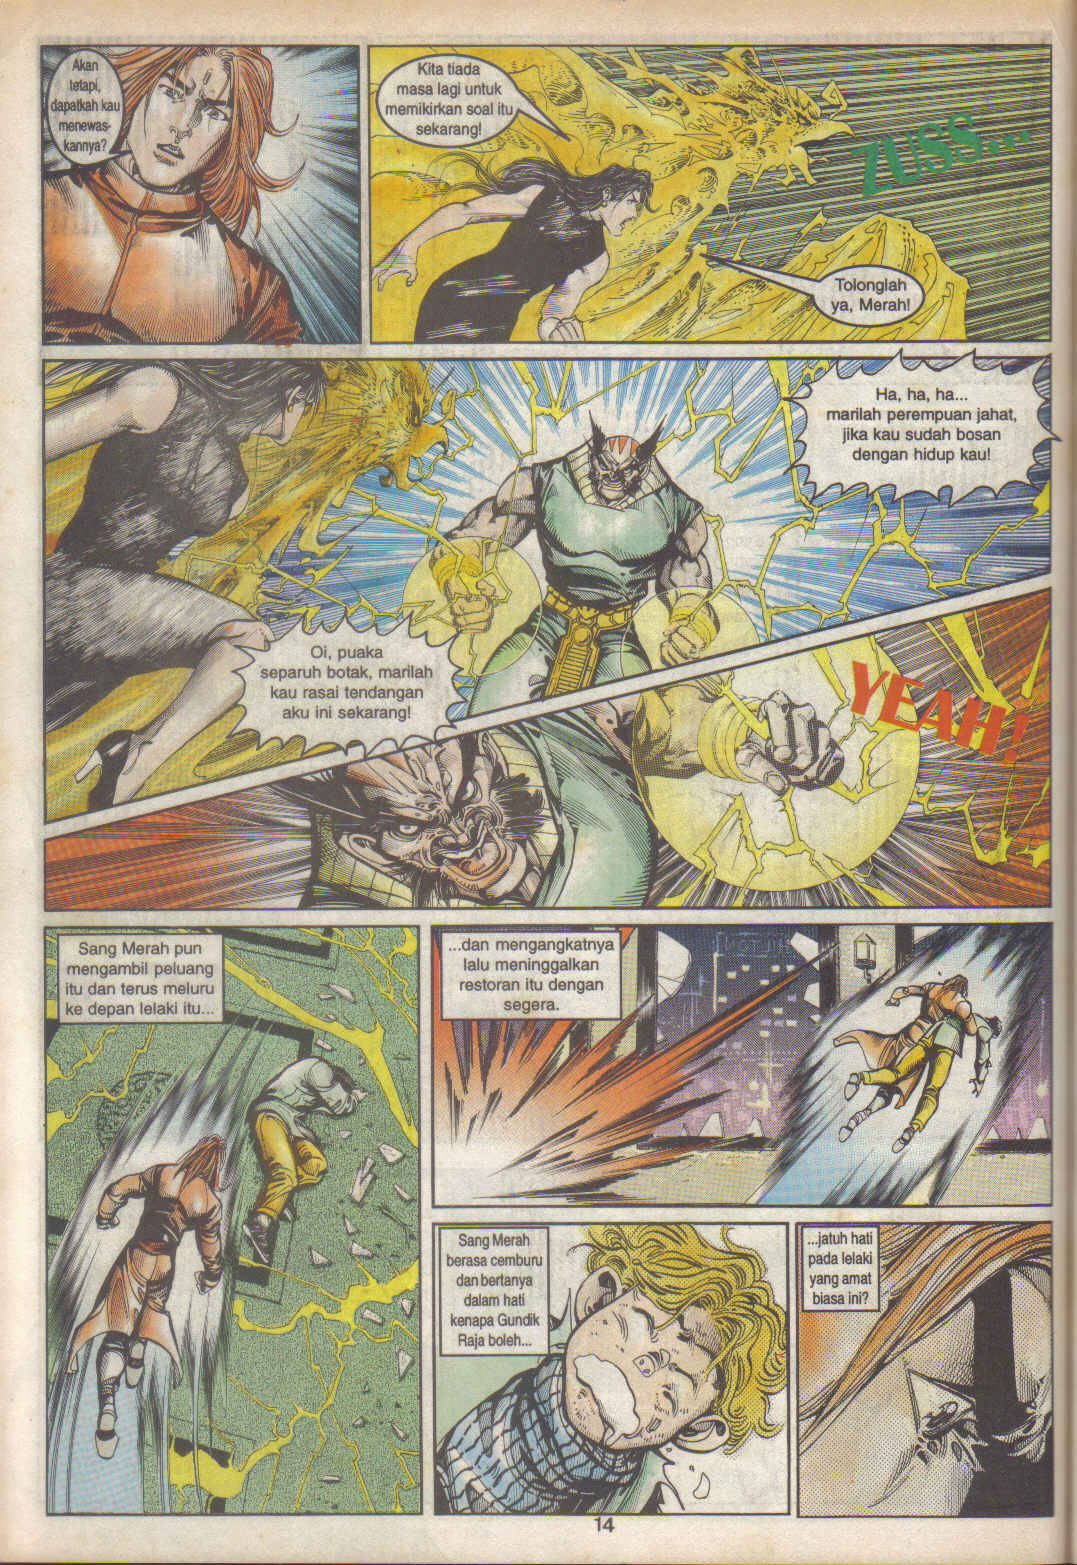 Akan
tetapi,
dapatkah kau
menewas-
kannya?
Kita tiada
masa lagi untuk
memikirkan soal itu
sekarang!
ZUSS...
Tolonglah
ya, Merah!
Ha, ha, ha...
marilah perempuan jahat,
jika kau sudah bosan
dengan hidup kau!
Oi, puaka
separuh botak, marilah
kau rasai tendangan
aku ini sekarang!
YEAH!
Sang Merah pun
mengambil peluang
itu dan terus meluru
ke depan lelaki itu...
...dan mengangkatnya
lalu meninggalkan
restoran itu dengan
segera.
Sang Merah
berasa cemburu
dan bertanya
dalam hati
kenapa Gundik
Raja boleh...
...jatuh hati
pada lelaki
yang amat
biasa ini?
14